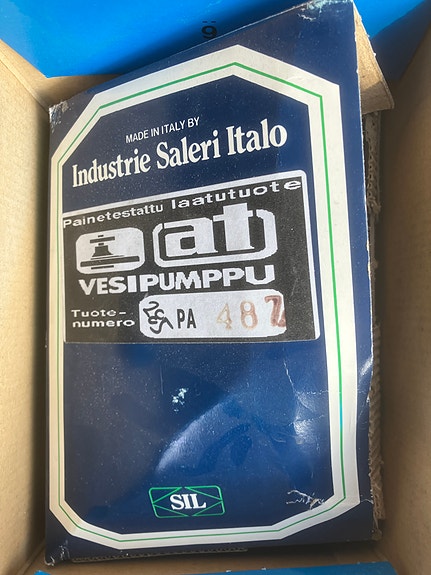 MADE IN ITALY BY
Industrie Saleri Italo
Painetestattu laatutuote
at
VESIPUMPPU
Tuote-
numero
PA 487
SIL